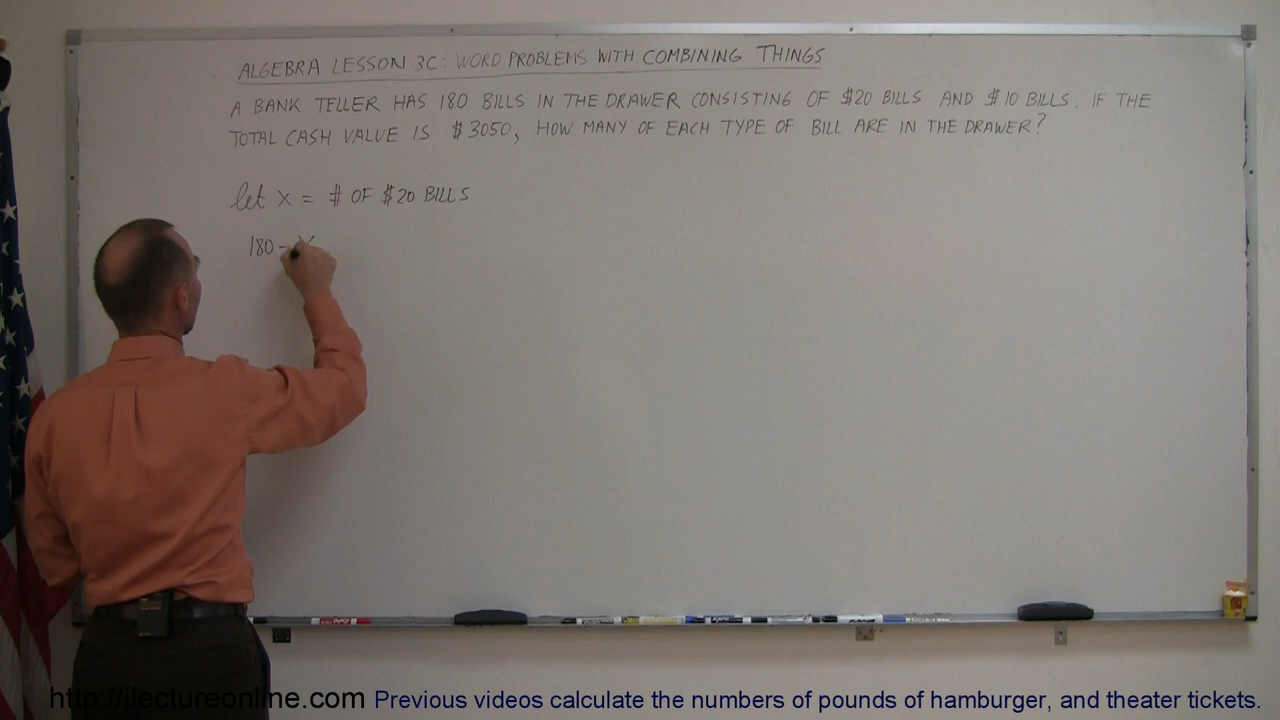 ALGEBRA LESSON 3C: WORD PROBLEMS WITH COMBINING THINGS
A BANK TELLER HAS 180 BILLS IN THE DRAWER CONSISTING OF $20 BILLS AND $10 BILLS. IF THE
TOTAL CASH VALUE IS $3050, HOW MANY OF EACH TYPE OF BILL ARE IN THE DRAWER?
let x = # OF $20 BILLS
180 - X
http://ilectureonline.com Previous videos calculate the numbers of pounds of hamburger, and theater tickets.